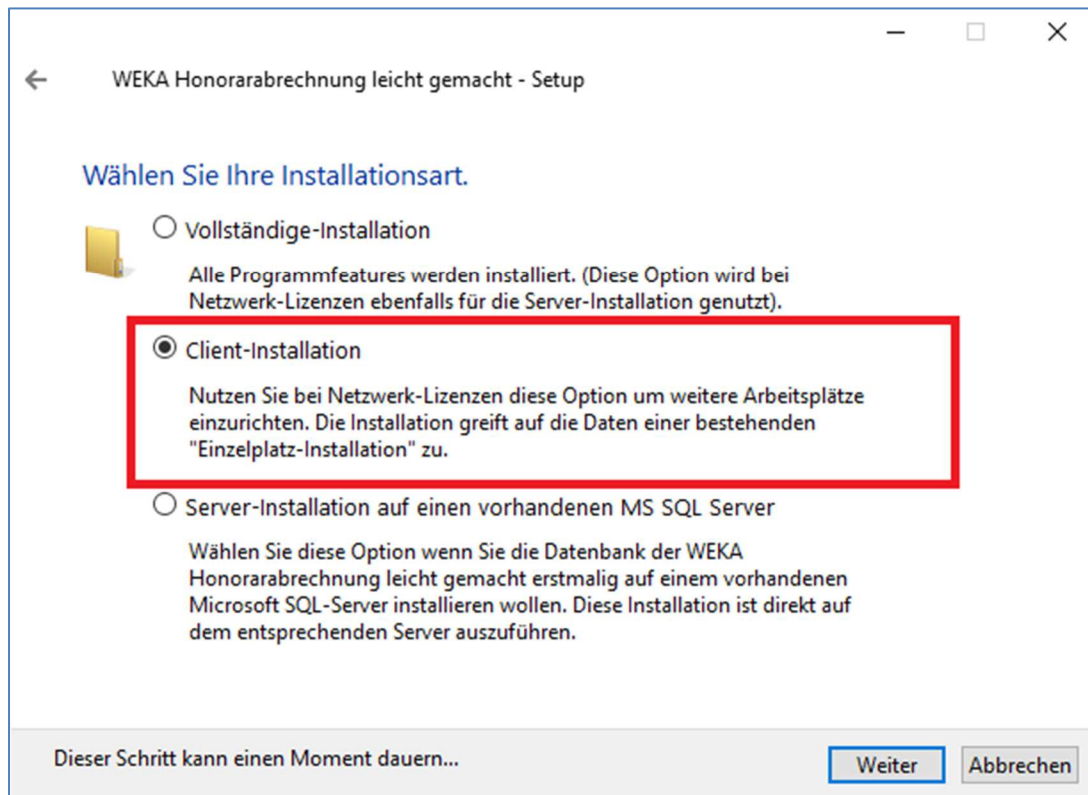 WEKA Honorarabrechnung leicht gemacht - Setup
Wählen Sie Ihre Installationsart.
Vollständige-Installation
Alle Programmfeatures werden installiert. (Diese Option wird bei
Netzwerk-Lizenzen ebenfalls für die Server-Installation genutzt).
Client-Installation
Nutzen Sie bei Netzwerk-Lizenzen diese Option um weitere Arbeitsplätze
einzurichten. Die Installation greift auf die Daten einer bestehenden
"Einzelplatz-Installation" zu.
Server-Installation auf einen vorhandenen MS SQL Server
Wählen Sie diese Option wenn Sie die Datenbank der WEKA
Honorarabrechnung leicht gemacht erstmalig auf einem vorhandenen
Microsoft SQL-Server installieren wollen. Diese Installation ist direkt auf
dem entsprechenden Server auszuführen.
Dieser Schritt kann einen Moment dauern...
Weiter
Abbrechen